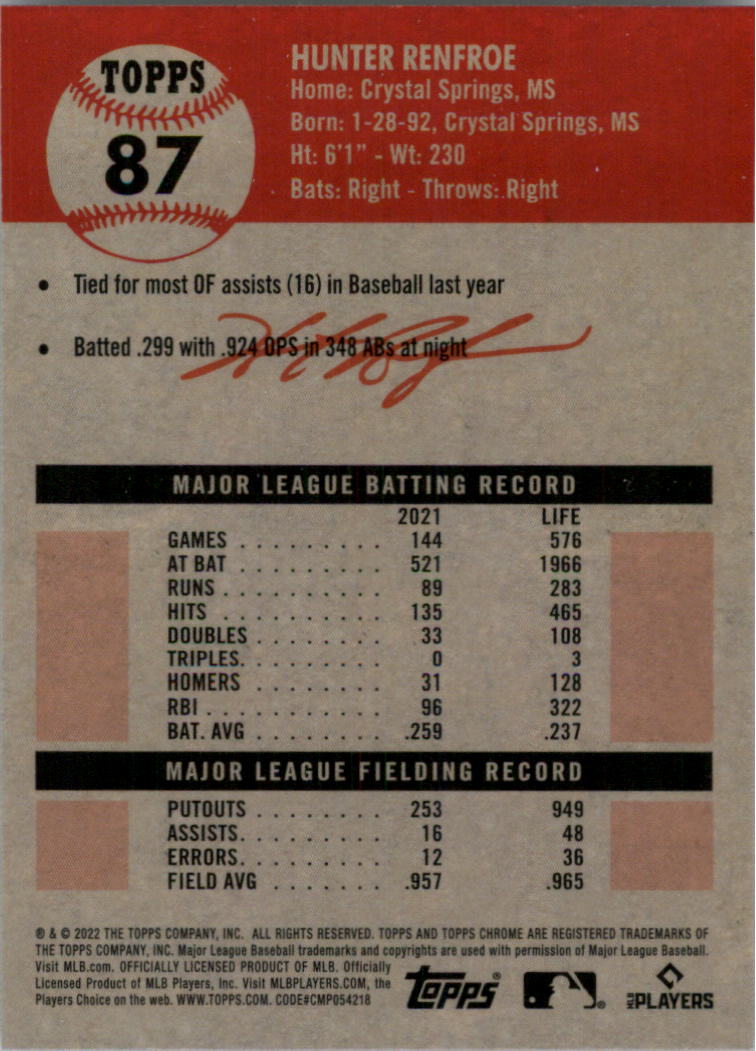 TOPPS
87
HUNTER RENFROE
Home: Crystal Springs, MS
Born: 1-28-92, Crystal Springs, MS
Ht: 6'1" - Wt: 230
Bats: Right - Throws: Right
• Tied for most OF assists (16) in Baseball last year
• Batted .299 with .924 OPS in 348 ABs at night
MAJOR LEAGUE BATTING RECORD
2021 LIFE
GAMES . . . . . . . . . 144 576
AT BAT . . . . . . . . . 521 1966
RUNS . . . . . . . . . . 89 283
HITS . . . . . . . . . . 135 465
DOUBLES . . . . . . . . 33 108
TRIPLES. . . . . . . . . 0 3
HOMERS . . . . . . . . 31 128
RBI . . . . . . . . . . . 96 322
BAT. AVG . . . . . . . . .259 .237
MAJOR LEAGUE FIELDING RECORD
PUTOUTS . . . . . . . . 253 949
ASSISTS. . . . . . . . . 16 48
ERRORS. . . . . . . . . 12 36
FIELD AVG . . . . . . . .957 .965
® & © 2022 THE TOPPS COMPANY, INC. ALL RIGHTS RESERVED. TOPPS AND TOPPS CHROME ARE REGISTERED TRADEMARKS OF
THE TOPPS COMPANY, INC. Major League Baseball trademarks and copyrights are used with permission of Major League Baseball.
Visit MLB.com. OFFICIALLY LICENSED PRODUCT OF MLB. Officially
Licensed Product of MLB Players, Inc. Visit MLBPLAYERS.COM, the
Players Choice on the web. WWW.TOPPS.COM. CODE#CMP054218
Topps®
MLB PLAYERS